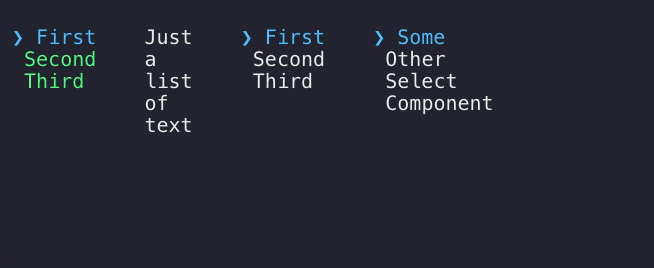 ❯ First
Second
Third
Just
a
list
of
text
❯ First
Second
Third
❯ Some
Other
Select
Component